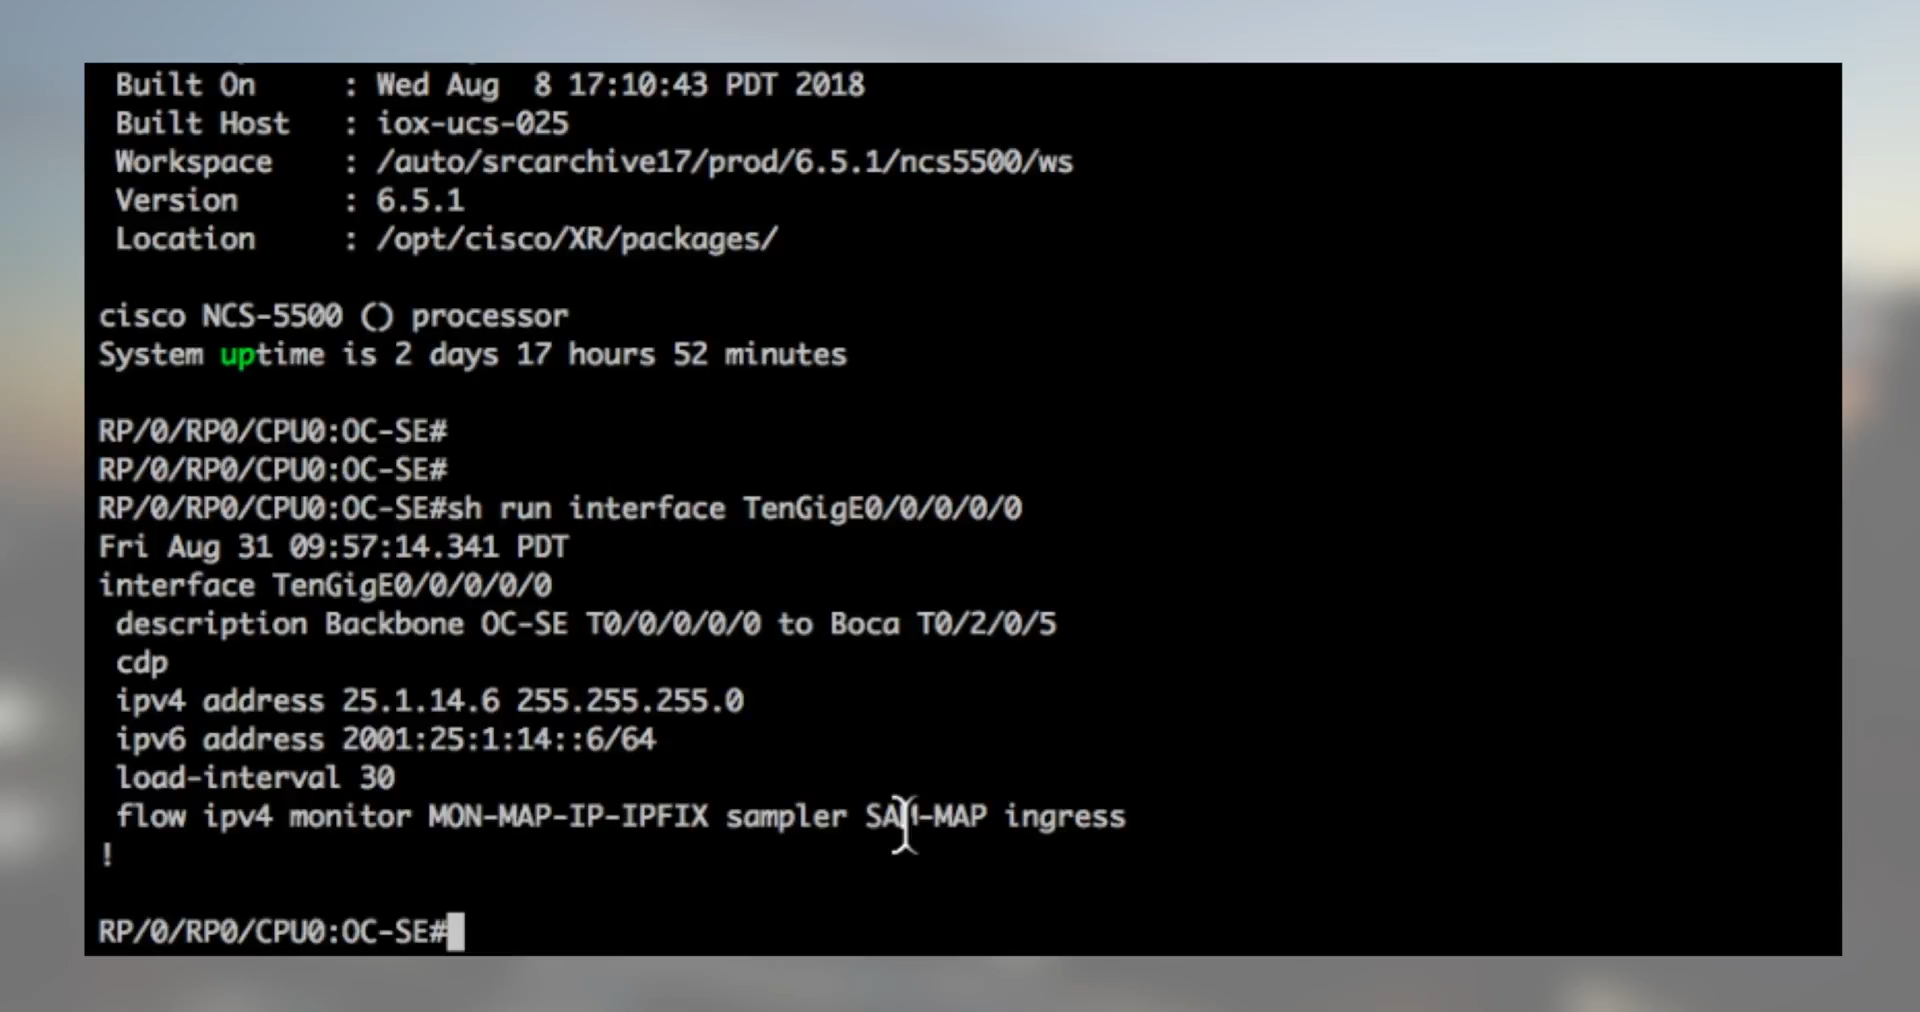 Built On : Wed Aug 8 17:10:43 PDT 2018
Built Host : iox-ucs-025
Workspace : /auto/srcarchive17/prod/6.5.1/ncs5500/ws
Version : 6.5.1
Location : /opt/cisco/XR/packages/
cisco NCS-5500 () processor
System uptime is 2 days 17 hours 52 minutes
RP/0/RP0/CPU0:OC-SE#
RP/0/RP0/CPU0:OC-SE#
RP/0/RP0/CPU0:OC-SE#sh run interface TenGigE0/0/0/0/0
Fri Aug 31 09:57:14.341 PDT
interface TenGigE0/0/0/0/0
description Backbone OC-SE T0/0/0/0/0 to Boca T0/2/0/5
cdp
ipv4 address 25.1.14.6 255.255.255.0
ipv6 address 2001:25:1:14::6/64
load-interval 30
flow ipv4 monitor MON-MAP-IP-IPFIX sampler SAM-MAP ingress
!
RP/0/RP0/CPU0:OC-SE#